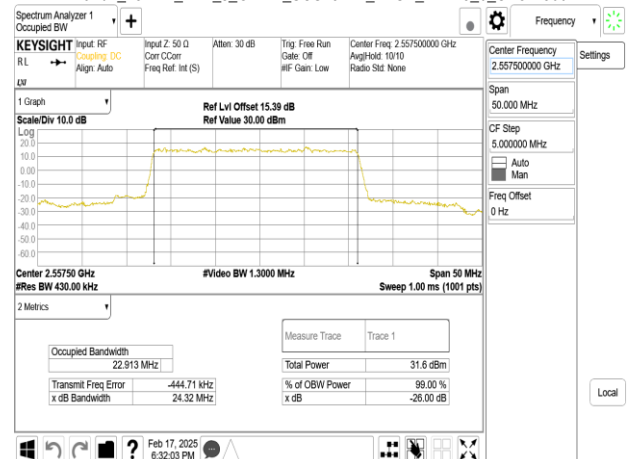 Spectrum Analyzer 1
Occupied BW
Frequency
KEYSIGHT
RL
Input: RF
Coupling: DC
Align: Auto
Input Z: 50 Ω
Corr CCorr
Freq Ref: Int (S)
Atten: 30 dB
Trig: Free Run
Gate: Off
#IF Gain: Low
Center Freq: 2.557500000 GHz
Avg|Hold: 10/10
Radio Std: None
Center Frequency
2.557500000 GHz
Settings
Span
50.000 MHz
CF Step
5.000000 MHz
Auto
Man
Freq Offset
0 Hz
Local
1 Graph
Scale/Div 10.0 dB
Ref Lvl Offset 15.39 dB
Ref Value 30.00 dBm
Log
20.0
10.0
0.00
-10.0
-20.0
-30.0
-40.0
-50.0
-60.0
Center 2.55750 GHz
#Video BW 1.3000 MHz
Span 50 MHz
#Res BW 430.00 kHz
Sweep 1.00 ms (1001 pts)
2 Metrics
Measure Trace
Trace 1
Occupied Bandwidth
22.913 MHz
Total Power
31.6 dBm
Transmit Freq Error
-444.71 kHz
% of OBW Power
99.00 %
x dB Bandwidth
24.32 MHz
x dB
-26.00 dB
Feb 17, 2025
6:32:03 PM